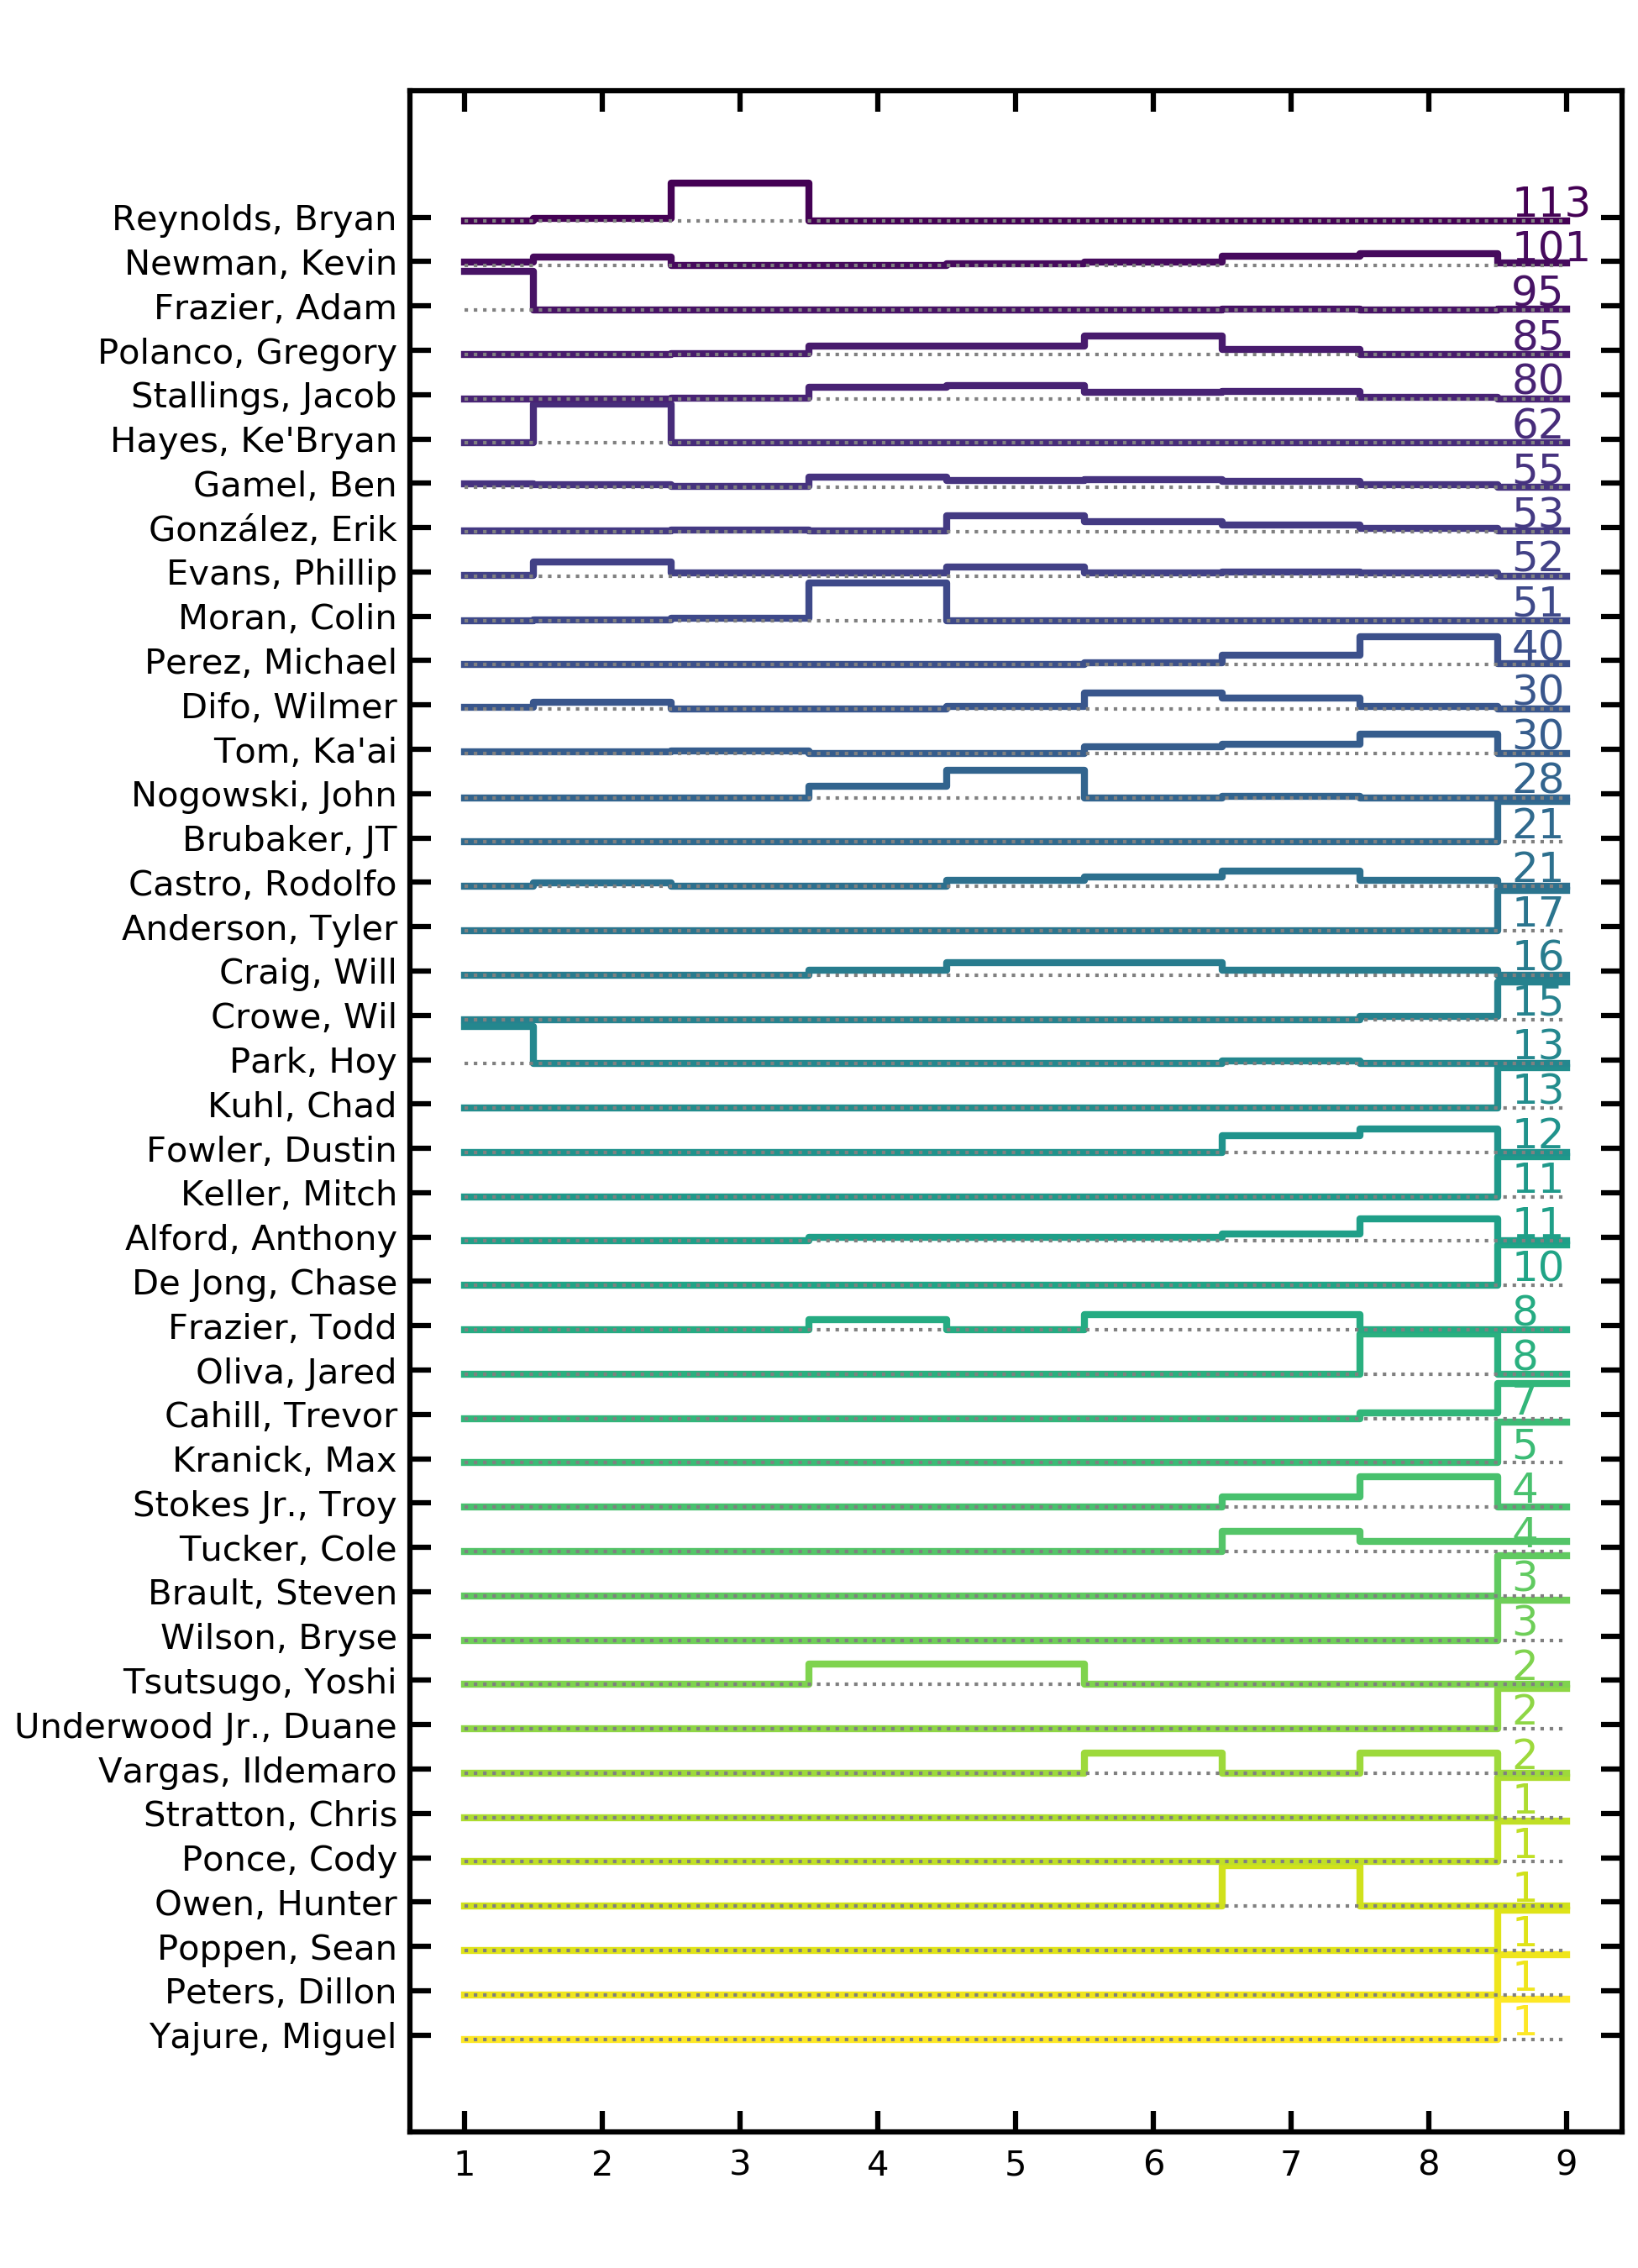 Reynolds, Bryan 113
Newman, Kevin 101
Frazier, Adam 95
Polanco, Gregory 85
Stallings, Jacob 80
Hayes, Ke'Bryan 62
Gamel, Ben 55
González, Erik 53
Evans, Phillip 52
Moran, Colin 51
Perez, Michael 40
Difo, Wilmer 30
Tom, Ka'ai 30
Nogowski, John 28
Brubaker, JT 21
Castro, Rodolfo 21
Anderson, Tyler 17
Craig, Will 16
Crowe, Wil 15
Park, Hoy 13
Kuhl, Chad 13
Fowler, Dustin 12
Keller, Mitch 11
Alford, Anthony 11
De Jong, Chase 10
Frazier, Todd 8
Oliva, Jared 8
Cahill, Trevor 7
Kranick, Max 5
Stokes Jr., Troy 4
Tucker, Cole 4
Brault, Steven 3
Wilson, Bryse 3
Tsutsugo, Yoshi 2
Underwood Jr., Duane 2
Vargas, Ildemaro 2
Stratton, Chris 1
Ponce, Cody 1
Owen, Hunter 1
Poppen, Sean 1
Peters, Dillon 1
Yajure, Miguel 1
1 2 3 4 5 6 7 8 9